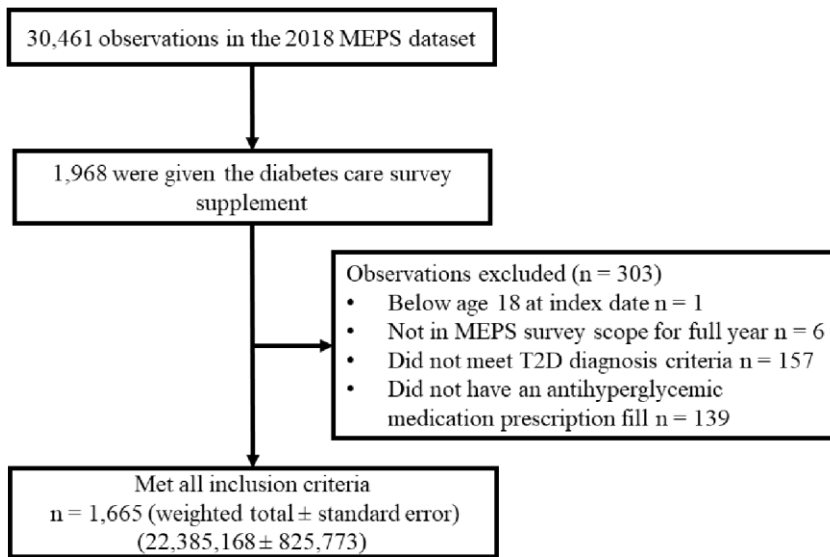 30,461 observations in the 2018 MEPS dataset
1,968 were given the diabetes care survey
supplement
Observations excluded (n = 303)
• Below age 18 at index date n = 1
• Not in MEPS survey scope for full year n = 6
• Did not meet T2D diagnosis criteria n = 157
• Did not have an antihyperglycemic
medication prescription fill n = 139
Met all inclusion criteria
n = 1,665 (weighted total ± standard error)
(22,385,168 ± 825,773)